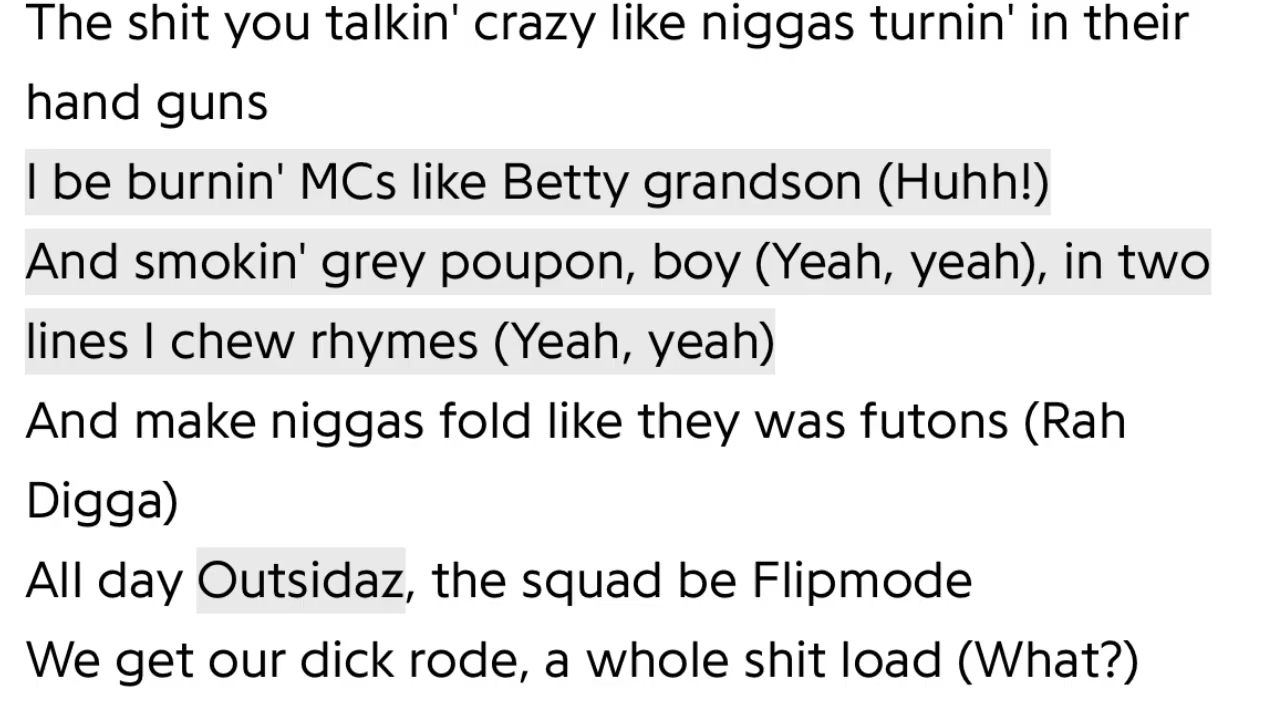 The shit you talkin' crazy like niggas turnin' in their
hand guns
I be burnin' MCs like Betty grandson (Huhh!)
And smokin' grey poupon, boy (Yeah, yeah), in two
lines I chew rhymes (Yeah, yeah)
And make niggas fold like they was futons (Rah
Digga)
All day Outsidaz, the squad be Flipmode
We get our dick rode, a whole shit load (What?)